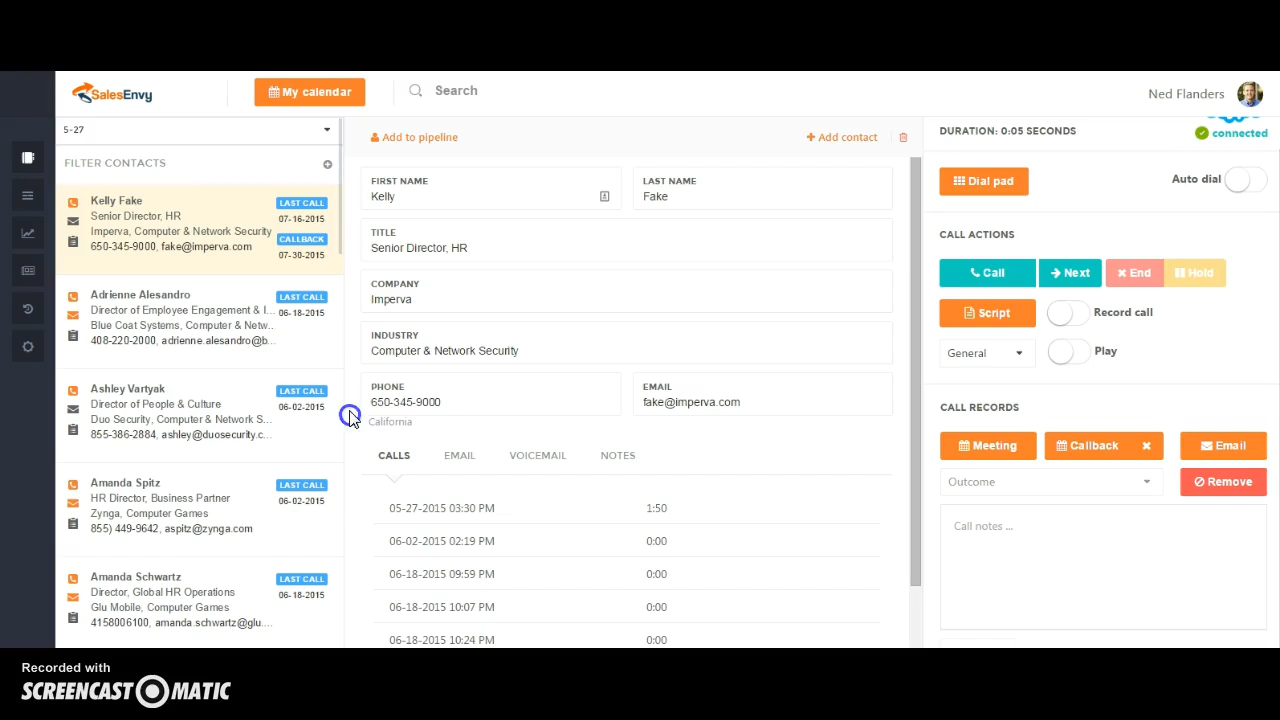 SalesEnvy
My calendar
Search
Ned Flanders
5-27
FILTER CONTACTS
Kelly Fake
Senior Director, HR
Imperva, Computer & Network Security
650-345-9000, fake@imperva.com
LAST CALL
07-16-2015
CALLBACK
07-30-2015
Adrienne Alesandro
Director of Employee Engagement & I...
Blue Coat Systems, Computer & Netw..
408-220-2000, adrienne.alesandro@b...
LAST CALL
06-18-2015
Ashley Vartyak
Director of People & Culture
Duo Security, Computer & Network S...
855-386-2884, ashley@duosecurity.c...
LAST CALL
06-02-2015
Amanda Spitz
HR Director, Business Partner
Zynga, Computer Games
855) 449-9642, aspitz@zynga.com
LAST CALL
06-02-2015
Amanda Schwartz
Director, Global HR Operations
Glu Mobile, Computer Games
4158006100, amanda.schwartz@glu....
LAST CALL
06-18-2015
Add to pipeline
Add contact
FIRST NAME
Kelly
LAST NAME
Fake
TITLE
Senior Director, HR
COMPANY
Imperva
INDUSTRY
Computer & Network Security
PHONE
650-345-9000
EMAIL
fake@imperva.com
California
CALLS EMAIL VOICEMAIL NOTES
05-27-2015 03:30 PM 1:50
06-02-2015 02:19 PM 0:00
06-18-2015 09:59 PM 0:00
06-18-2015 10:07 PM 0:00
06-18-2015 10:24 PM 0:00
DURATION: 0:05 SECONDS
connected
Dial pad
Auto dial
CALL ACTIONS
Call Next End Hold
Script
Record call
General
Play
CALL RECORDS
Meeting Callback Email
Outcome
Remove
Call notes ...
Recorded with
SCREENCAST MATIC